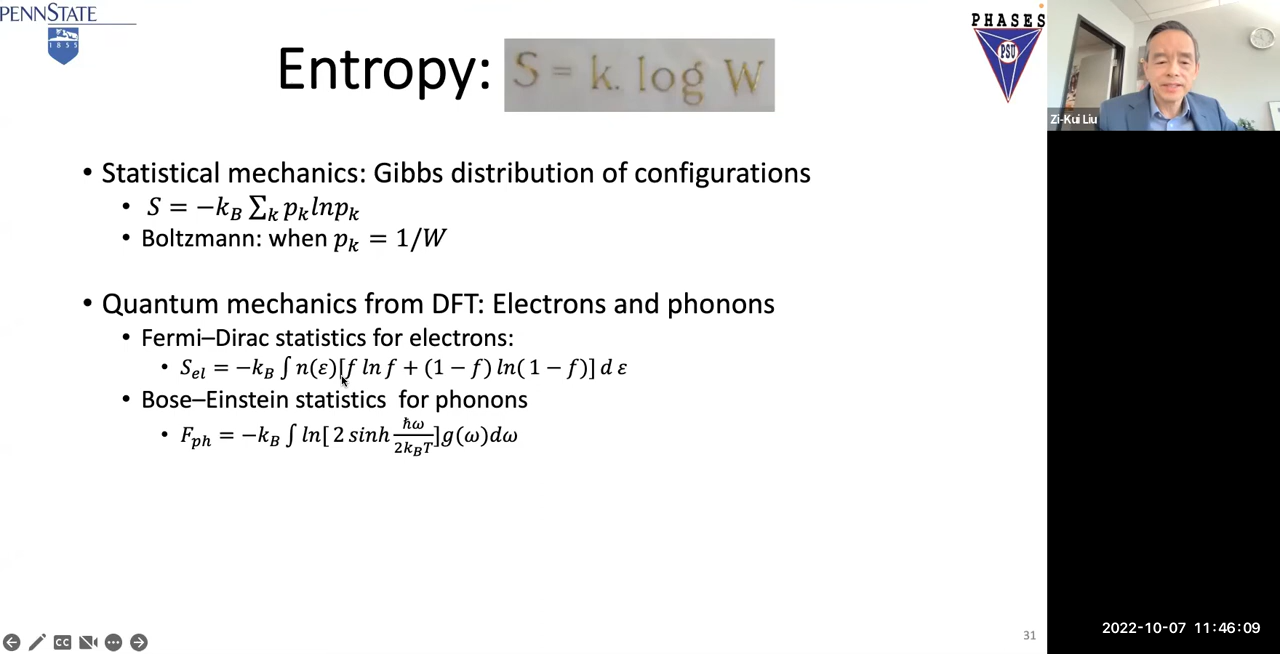 PENNSTATE
1855
Entropy: S = k. log W
PHASES
PSU
Zi-Kui Liu
• Statistical mechanics: Gibbs distribution of configurations
• S = −k_B ∑_k p_k ln p_k
• Boltzmann: when p_k = 1/W
• Quantum mechanics from DFT: Electrons and phonons
• Fermi–Dirac statistics for electrons:
• S_el = −k_B ∫ n(ε)[f ln f + (1 − f) ln(1 − f)] d ε
• Bose–Einstein statistics for phonons
• F_ph = −k_B ∫ ln[2 sinh ħω/2k_BT]g(ω)dω
CC
31
2022-10-07 11:46:09